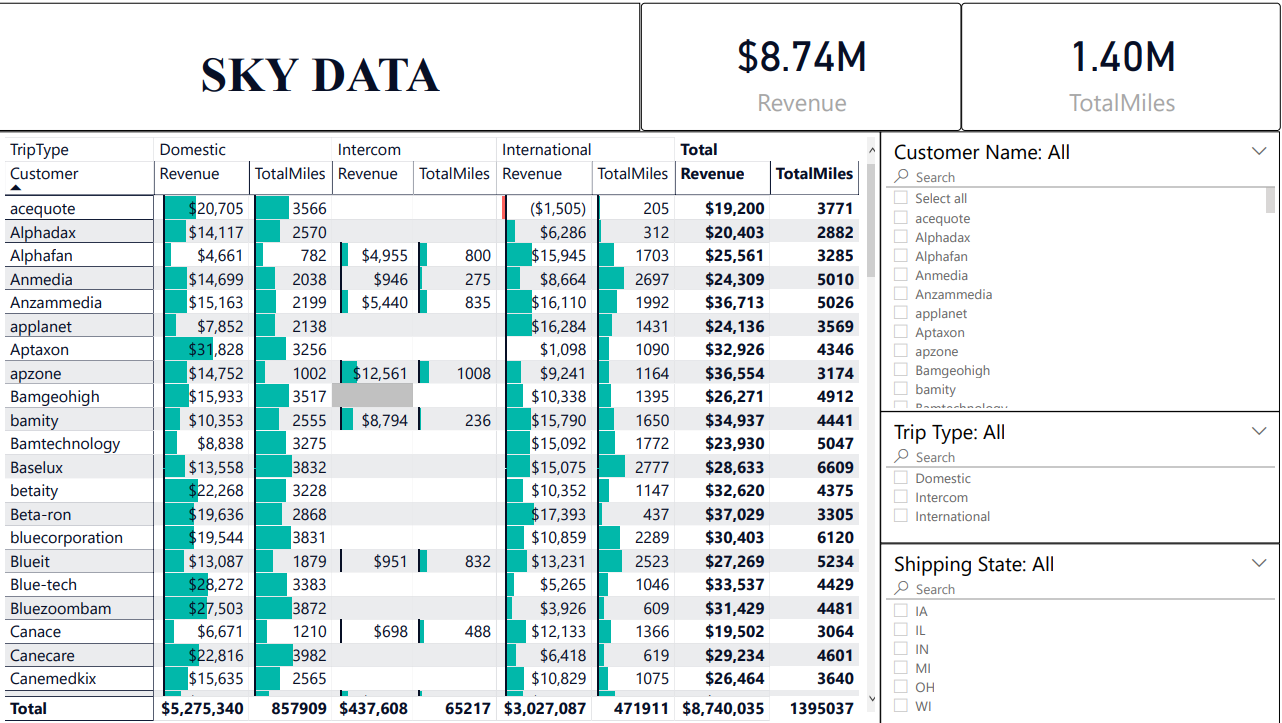 SKY DATA
$8.74M
Revenue
1.40M
TotalMiles
TripType Domestic Intercom International Total
Customer Revenue TotalMiles Revenue TotalMiles Revenue TotalMiles Revenue TotalMiles
acequote $20,705 3566 ($1,505) 205 $19,200 3771
Alphadax $14,117 2570 $6,286 312 $20,403 2882
Alphafan $4,661 782 $4,955 800 $15,945 1703 $25,561 3285
Anmedia $14,699 2038 $946 275 $8,664 2697 $24,309 5010
Anzammedia $15,163 2199 $5,440 835 $16,110 1992 $36,713 5026
applanet $7,852 2138 $16,284 1431 $24,136 3569
Aptaxon $31,828 3256 $1,098 1090 $32,926 4346
apzone $14,752 1002 $12,561 1008 $9,241 1164 $36,554 3174
Bamgeohigh $15,933 3517 $10,338 1395 $26,271 4912
bamity $10,353 2555 $8,794 236 $15,790 1650 $34,937 4441
Bamtechnology $8,838 3275 $15,092 1772 $23,930 5047
Baselux $13,558 3832 $15,075 2777 $28,633 6609
betaity $22,268 3228 $10,352 1147 $32,620 4375
Beta-ron $19,636 2868 $17,393 437 $37,029 3305
bluecorporation $19,544 3831 $10,859 2289 $30,403 6120
Blueit $13,087 1879 $951 832 $13,231 2523 $27,269 5234
Blue-tech $28,272 3383 $5,265 1046 $33,537 4429
Bluezoombam $27,503 3872 $3,926 609 $31,429 4481
Canace $6,671 1210 $698 488 $12,133 1366 $19,502 3064
Canecare $22,816 3982 $6,418 619 $29,234 4601
Canemedkix $15,635 2565 $10,829 1075 $26,464 3640
Total $5,275,340 857909 $437,608 65217 $3,027,087 471911 $8,740,035 1395037
Customer Name: All
Search
Select all
acequote
Alphadax
Alphafan
Anmedia
Anzammedia
applanet
Aptaxon
apzone
Bamgeohigh
bamity
Bamtechnology
Trip Type: All
Search
Domestic
Intercom
International
Shipping State: All
Search
IA
IL
IN
MI
OH
WI